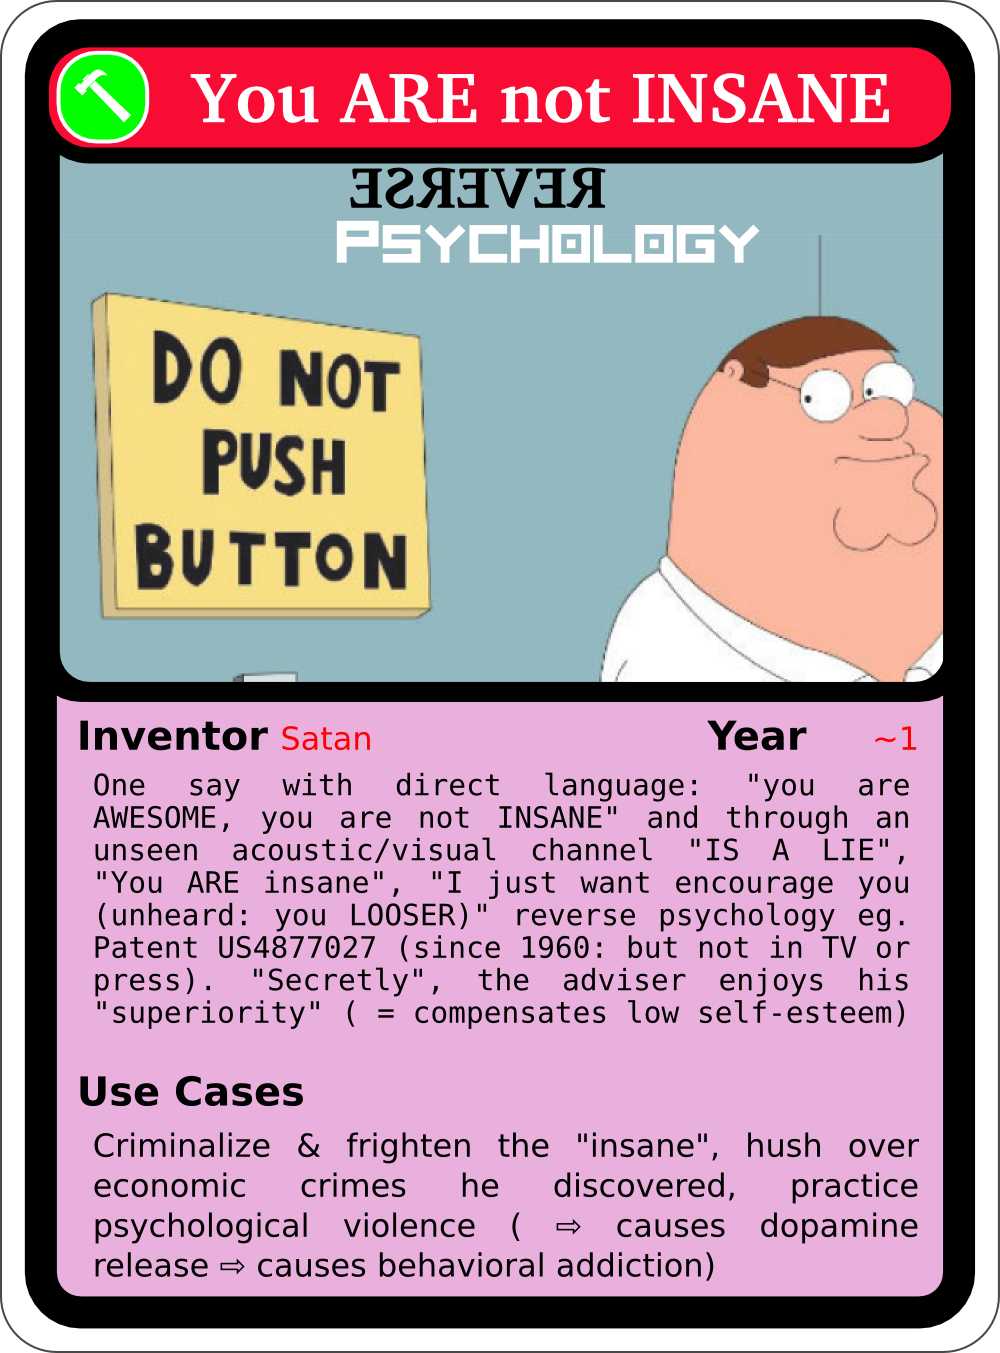 You ARE not INSANE
REVERSE
PSYCHOLOGY
DO NOT
PUSH
BUTTON
Inventor Satan Year ~1
One say with direct language: "you are
AWESOME, you are not INSANE" and through an
unseen acoustic/visual channel "IS A LIE",
"You ARE insane", "I just want encourage you
(unheard: you LOOSER)" reverse psychology eg.
Patent US4877027 (since 1960: but not in TV or
press). "Secretly", the adviser enjoys his
"superiority" ( = compensates low self-esteem)
Use Cases
Criminalize & frighten the "insane", hush over
economic crimes he discovered, practice
psychological violence ( ⇨ causes dopamine
release ⇨ causes behavioral addiction)